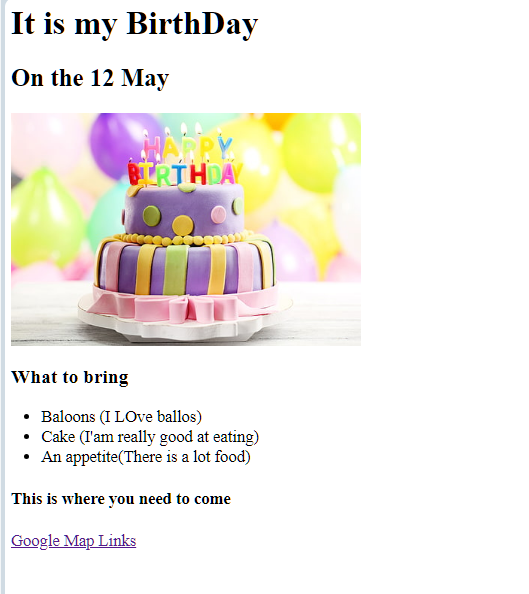 It is my BirthDay
On the 12 May
HAPPY
BIRTHDAY
What to bring
Baloons (I LOve ballos)
Cake (I'am really good at eating)
An appetite(There is a lot food)
This is where you need to come
Google Map Links